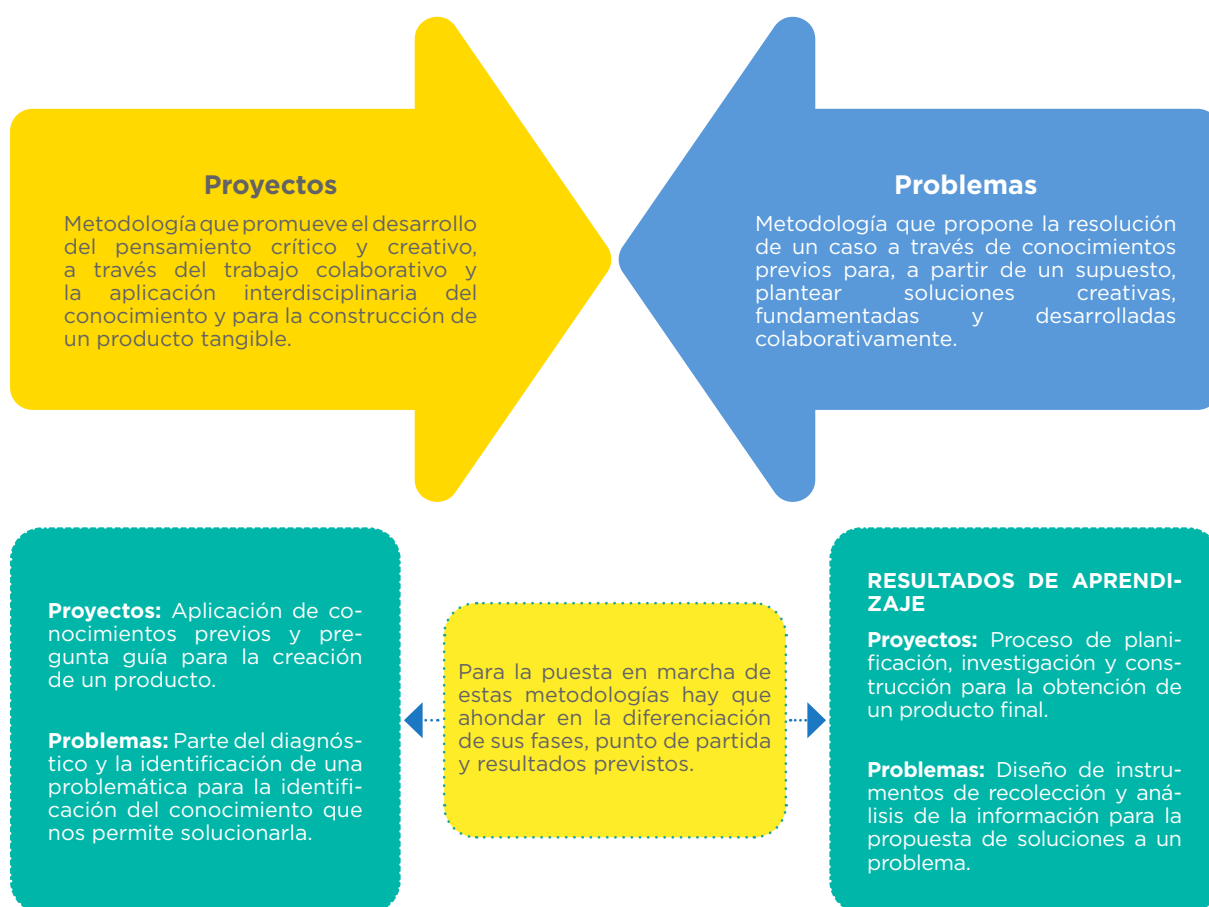 Proyectos
Metodología que promueve el desarrollo
del pensamiento crítico y creativo,
a través del trabajo colaborativo y
la aplicación interdisciplinaria del
conocimiento y para la construcción de
un producto tangible.
Problemas
Metodología que propone la resolución
de un caso a través de conocimientos
previos para, a partir de un supuesto,
plantear soluciones creativas,
fundamentadas y desarrolladas
colaborativamente.
Proyectos: Aplicación de co-
nocimientos previos y pre-
gunta guía para la creación
de un producto.
Problemas: Parte del diagnós-
tico y la identificación de una
problemática para la identifi-
cación del conocimiento que
nos permite solucionarla.
Para la puesta en marcha de
estas metodologías hay que
ahondar en la diferenciación
de sus fases, punto de partida
y resultados previstos.
RESULTADOS DE APRENDI-
ZAJE
Proyectos: Proceso de plani-
ficación, investigación y cons-
trucción para la obtención de
un producto final.
Problemas: Diseño de instru-
mentos de recolección y aná-
lisis de la información para la
propuesta de soluciones a un
problema.